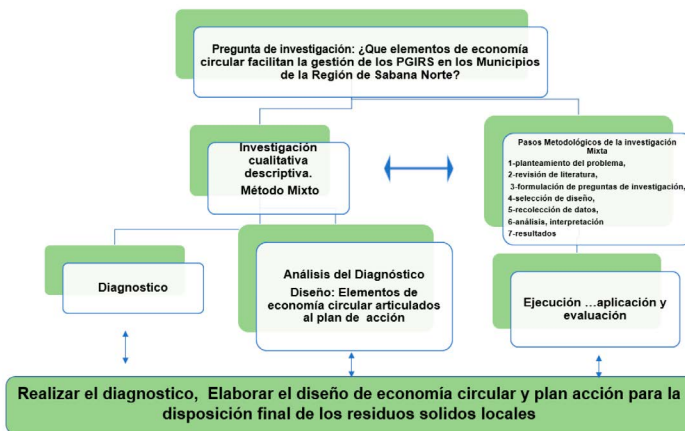 Pregunta de investigación: ¿Que elementos de economía
circular facilitan la gestión de los PGIRS en los Municipios
de la Región de Sabana Norte?
Investigación
cualitativa
descriptiva.
Método Mixto
Pasos Metodológicos de la investigación
Mixta
1-planteamiento del problema,
2-revisión de literatura,
3-formulación de preguntas de investigación,
4-selección de diseño,
5-recolección de datos,
6-análisis, interpretación
7-resultados
Diagnostico
Análisis del Diagnóstico
Diseño: Elementos de
economía circular articulados
al plan de acción
Ejecución ...aplicación y
evaluación
Realizar el diagnostico, Elaborar el diseño de economía circular y plan acción para la
disposición final de los residuos solidos locales